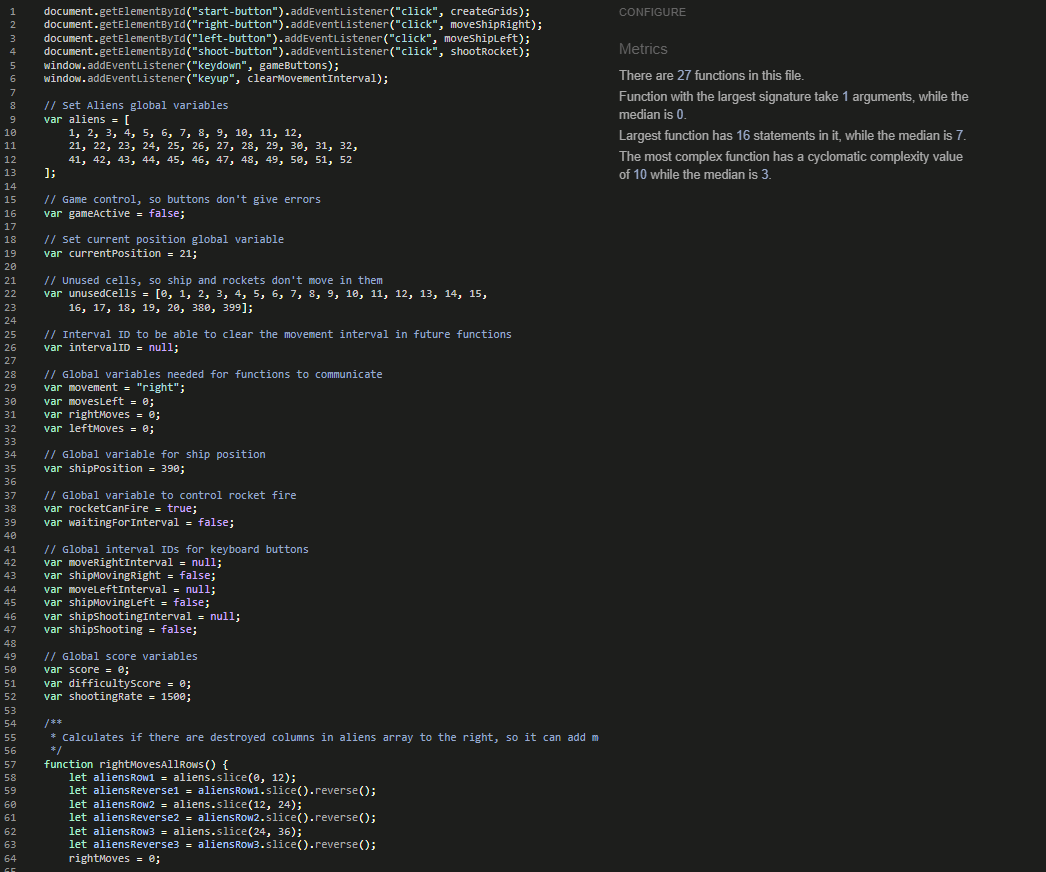 1 document.getElementById("start-button").addEventListener("click", createGrids);
2 document.getElementById("right-button").addEventListener("click", moveShipRight);
3 document.getElementById("left-button").addEventListener("click", moveShipLeft);
4 document.getElementById("shoot-button").addEventListener("click", shootRocket);
5 window.addEventListener("keydown", gameButtons);
6 window.addEventListener("keyup", clearMovementInterval);
7
8 // Set Aliens global variables
9 var aliens = [
10 1, 2, 3, 4, 5, 6, 7, 8, 9, 10, 11, 12,
11 21, 22, 23, 24, 25, 26, 27, 28, 29, 30, 31, 32,
12 41, 42, 43, 44, 45, 46, 47, 48, 49, 50, 51, 52
13 ];
14
15 // Game control, so buttons don't give errors
16 var gameActive = false;
17
18 // Set current position global variable
19 var currentPosition = 21;
20
21 // Unused cells, so ship and rockets don't move in them
22 var unusedCells = [0, 1, 2, 3, 4, 5, 6, 7, 8, 9, 10, 11, 12, 13, 14, 15,
23 16, 17, 18, 19, 20, 380, 399];
24
25 // Interval ID to be able to clear the movement interval in future functions
26 var intervalID = null;
27
28 // Global variables needed for functions to communicate
29 var movement = "right";
30 var movesLeft = 0;
31 var rightMoves = 0;
32 var leftMoves = 0;
33
34 // Global variable for ship position
35 var shipPosition = 390;
36
37 // Global variable to control rocket fire
38 var rocketCanFire = true;
39 var waitingForInterval = false;
40
41 // Global interval IDs for keyboard buttons
42 var moveRightInterval = null;
43 var shipMovingRight = false;
44 var moveLeftInterval = null;
45 var shipMovingLeft = false;
46 var shipShootingInterval = null;
47 var shipShooting = false;
48
49 // Global score variables
50 var score = 0;
51 var difficultyScore = 0;
52 var shootingRate = 1500;
53
54 /**
55 * Calculates if there are destroyed columns in aliens array to the right, so it can add m
56 */
57 function rightMovesAllRows() {
58 let aliensRow1 = aliens.slice(0, 12);
59 let aliensReverse1 = aliensRow1.slice().reverse();
60 let aliensRow2 = aliens.slice(12, 24);
61 let aliensReverse2 = aliensRow2.slice().reverse();
62 let aliensRow3 = aliens.slice(24, 36);
63 let aliensReverse3 = aliensRow3.slice().reverse();
64 rightMoves = 0;
65
CONFIGURE
Metrics
There are 27 functions in this file.
Function with the largest signature take 1 arguments, while the
median is 0.
Largest function has 16 statements in it, while the median is 7.
The most complex function has a cyclomatic complexity value
of 10 while the median is 3.